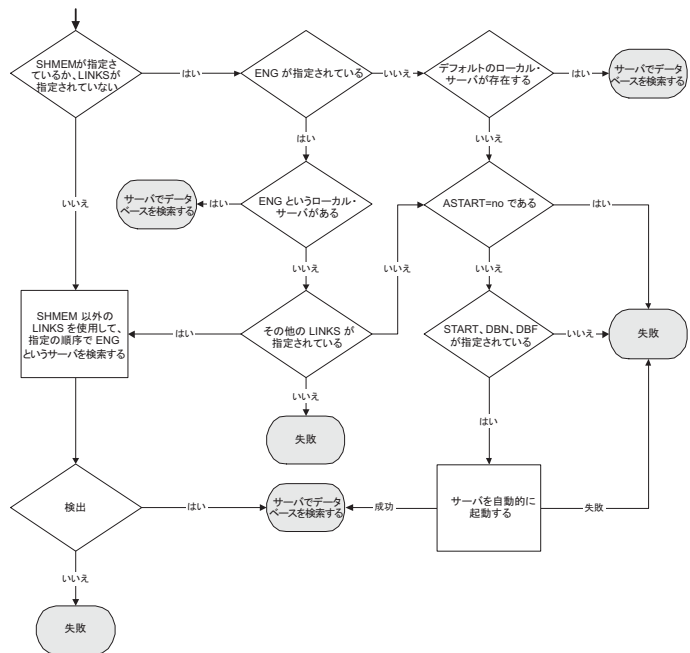 SHMEMが指定さ
ているか、LINKSが
指定されていない
はい
ENG が指定されている
いいえ
デフォルトのローカル・
サーバが存在する
はい
サーバでデータ
ベースを検索する
いいえ
はい
いいえ
サーバでデータ
ベースを検索する
はい
ENG というローカル・
サーバがある
ASTART=no である
はい
いいえ
いいえ
いいえ
SHMEM 以外の
LINKS を使用して、
指定の順序で ENG
というサーバを検索する
はい
その他の LINKS が
指定されている
START、DBN、DBF
が指定されている
いいえ
失敗
いいえ
失敗
はい
検出
はい
サーバでデータ
ベースを検索する
成功
サーバを自動的に
起動する
失敗
いいえ
失敗